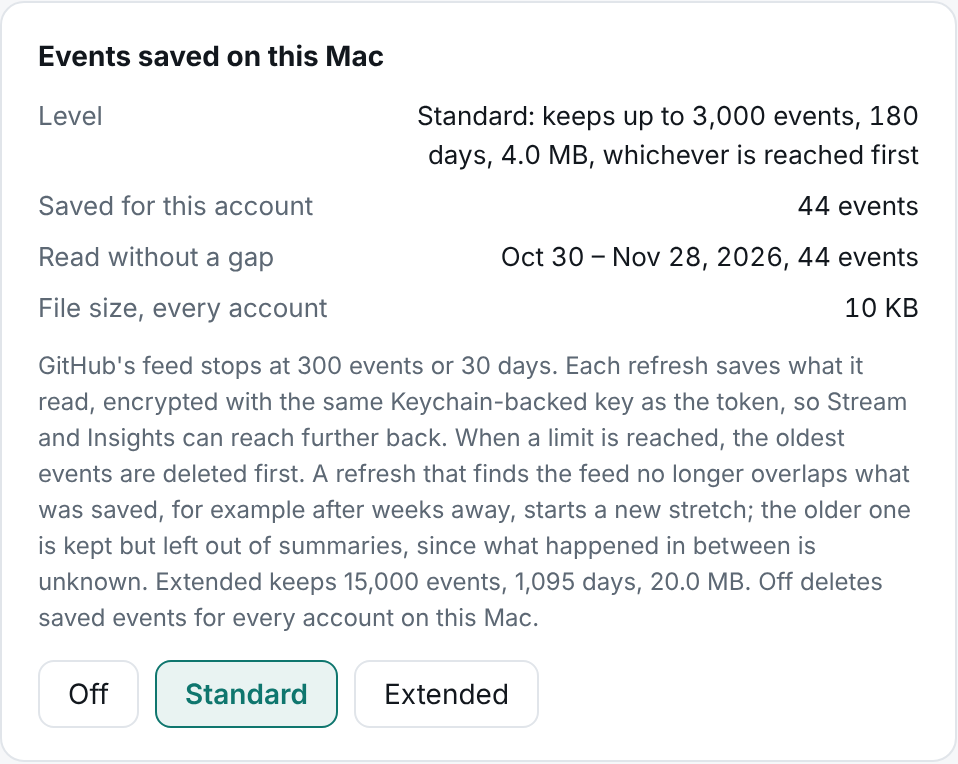 Events saved on this Mac
Level
Standard: keeps up to 3,000 events, 180
days, 4.0 MB, whichever is reached first
Saved for this account
44 events
Read without a gap
Oct 30 – Nov 28, 2026, 44 events
File size, every account
10 KB
GitHub's feed stops at 300 events or 30 days. Each refresh saves what it
read, encrypted with the same Keychain-backed key as the token, so Stream
and Insights can reach further back. When a limit is reached, the oldest
events are deleted first. A refresh that finds the feed no longer overlaps what
was saved, for example after weeks away, starts a new stretch; the older one
is kept but left out of summaries, since what happened in between is
unknown. Extended keeps 15,000 events, 1,095 days, 20.0 MB. Off deletes
saved events for every account on this Mac.
Off
Standard
Extended